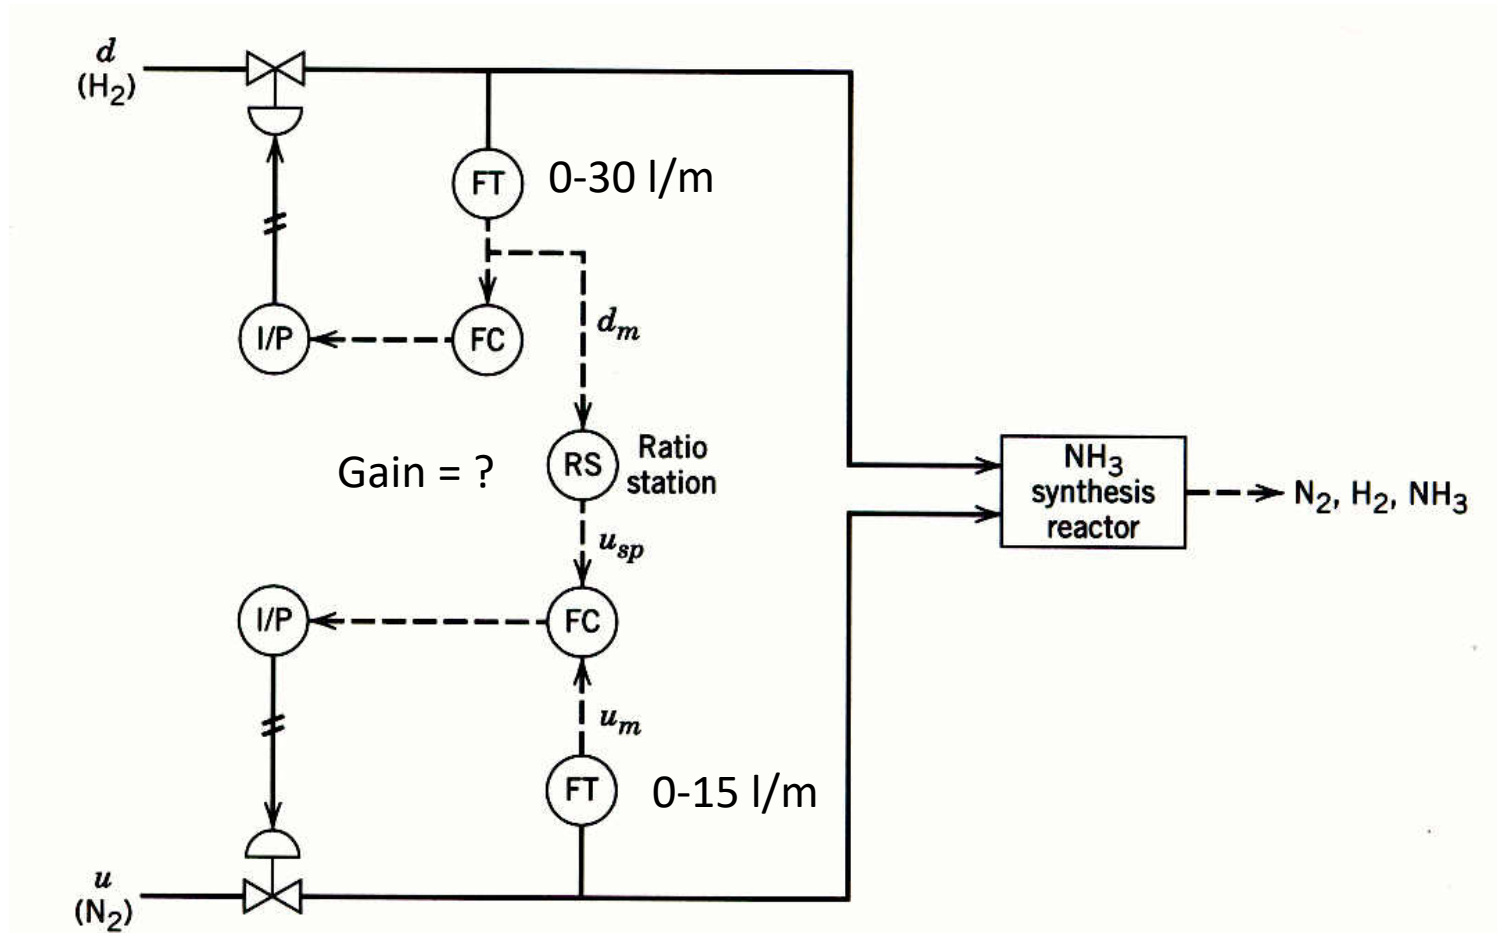 d
(H₂)
FT
0-30 l/m
I/P
FC
dₘ
Gain = ?
RS
Ratio
station
uₛₚ
NH₃
synthesis
reactor
N₂, H₂, NH₃
I/P
FC
uₘ
FT
0-15 l/m
u
(N₂)